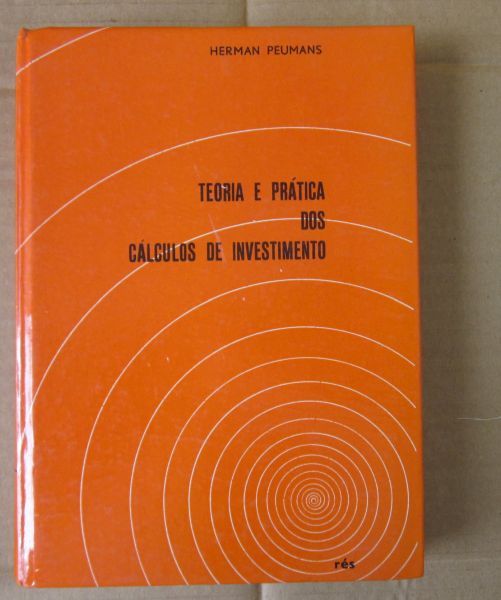 HERMAN PEUMANS
TEORIA E PRÁTICA
DOS
CÁLCULOS DE INVESTIMENTO
rés